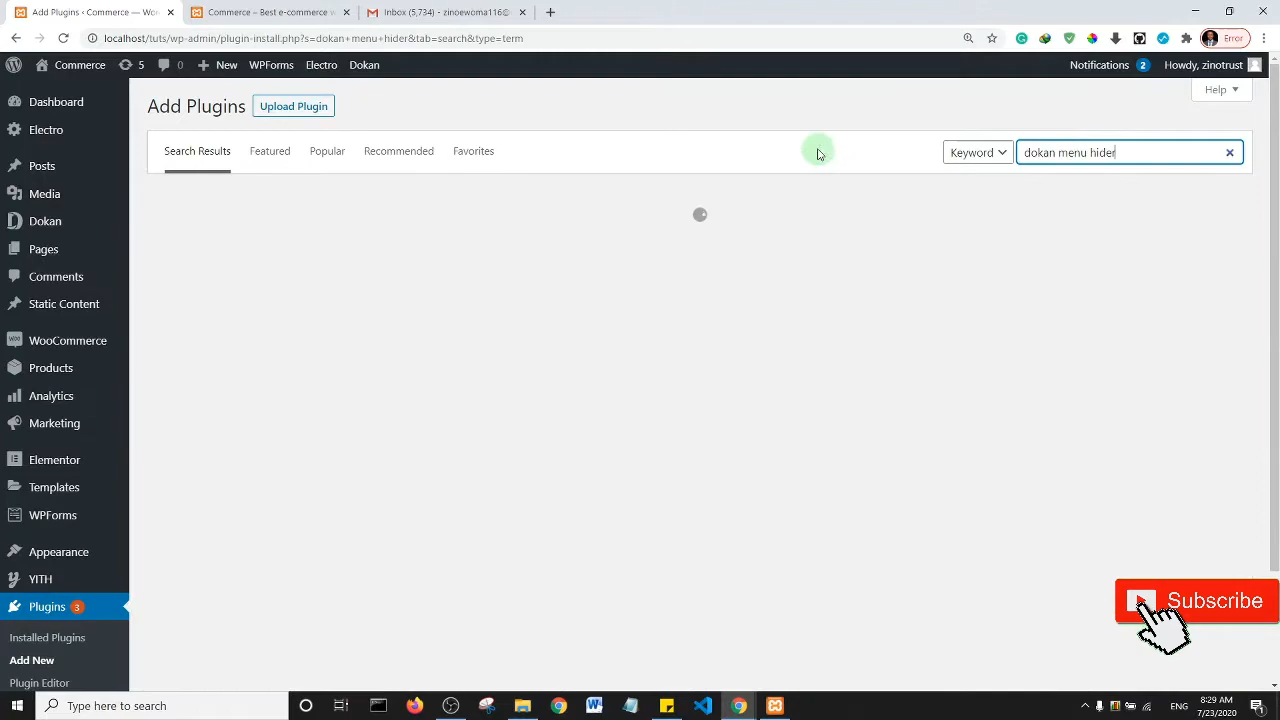 Add Plugins ‹ Commerce — Wo
Commerce – Best e-commerce w
Inbox (5,734) - zinoewoma116@
localhost/tuts/wp-admin/plugin-install.php?s=dokan+menu+hider&tab=search&type=term
Error
Commerce
5
0
New
WPForms
Electro
Dokan
Notifications 2
Howdy, zinotrust
Help
Add Plugins
Upload Plugin
Search Results
Featured
Popular
Recommended
Favorites
Keyword
dokan menu hider
Dashboard
Electro
Posts
Media
Dokan
Pages
Comments
Static Content
WooCommerce
Products
Analytics
Marketing
Elementor
Templates
WPForms
Appearance
YITH
Plugins 3
Installed Plugins
Add New
Plugin Editor
Subscribe
Type here to search
ENG
8:29 AM
7/23/2020
1